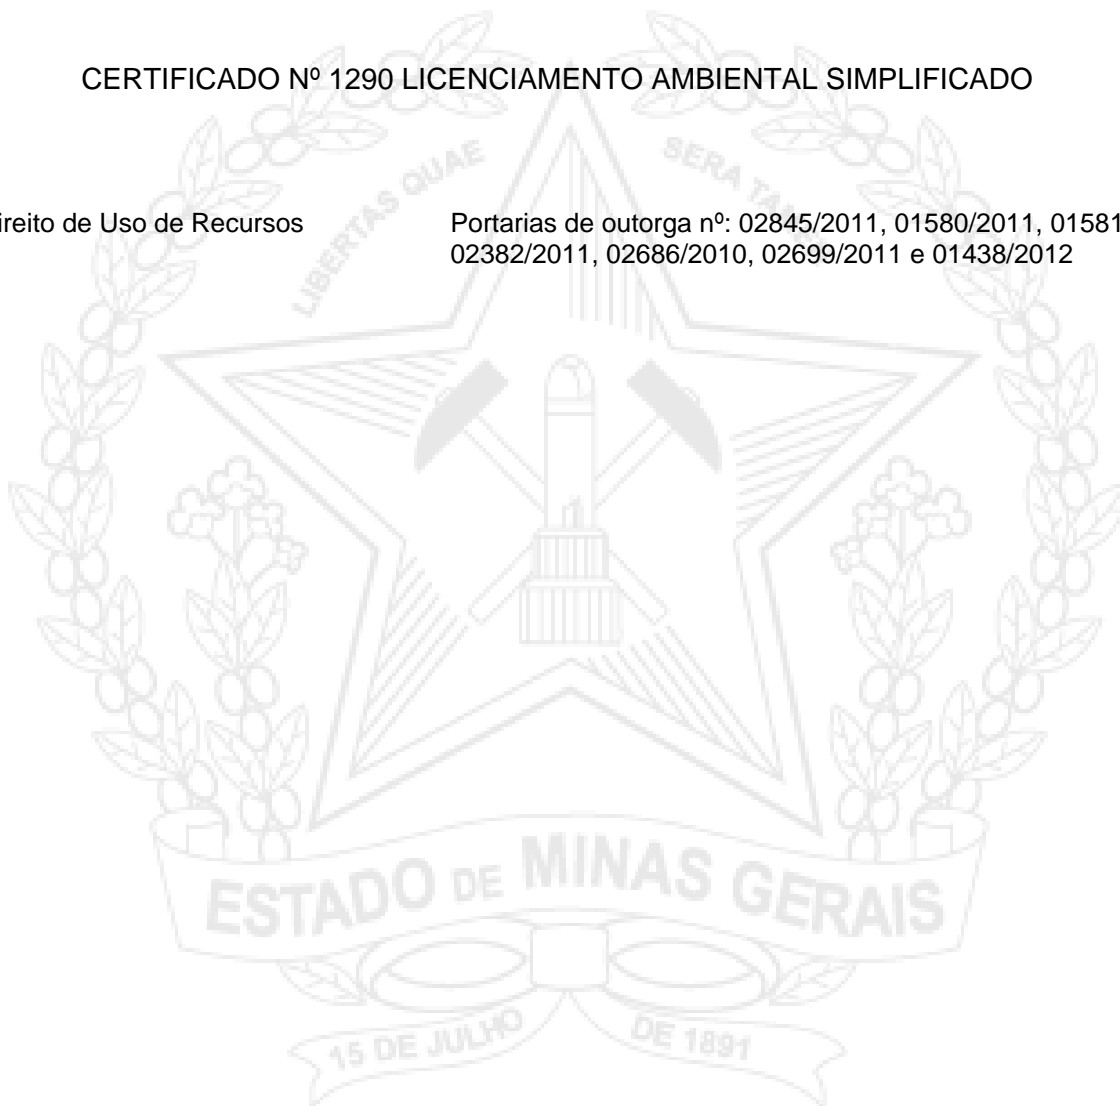 CERTIFICADO Nº 1290 LICENCIAMENTO AMBIENTAL SIMPLIFICADO
LIBERTAS QUAE SERA TAMEN
ireito de Uso de Recursos
Portarias de outorga nº: 02845/2011, 01580/2011, 01581
02382/2011, 02686/2010, 02699/2011 e 01438/2012
ESTADO DE MINAS GERAIS
15 DE JULHO DE 1891